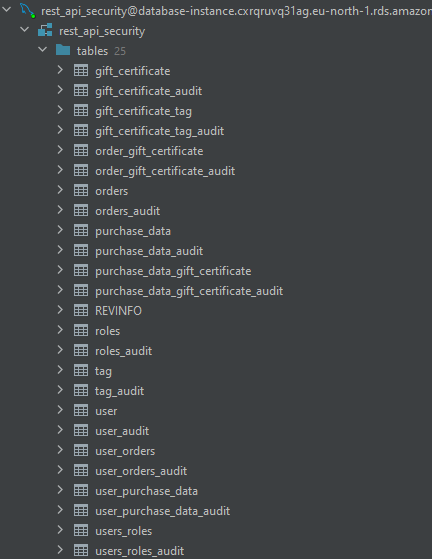 rest_api_security@database-instance.cxrqruvq31ag.eu-north-1.rds.amazon
rest_api_security
tables 25
gift_certificate
gift_certificate_audit
gift_certificate_tag
gift_certificate_tag_audit
order_gift_certificate
order_gift_certificate_audit
orders
orders_audit
purchase_data
purchase_data_audit
purchase_data_gift_certificate
purchase_data_gift_certificate_audit
REVINFO
roles
roles_audit
tag
tag_audit
user
user_audit
user_orders
user_orders_audit
user_purchase_data
user_purchase_data_audit
users_roles
users_roles_audit